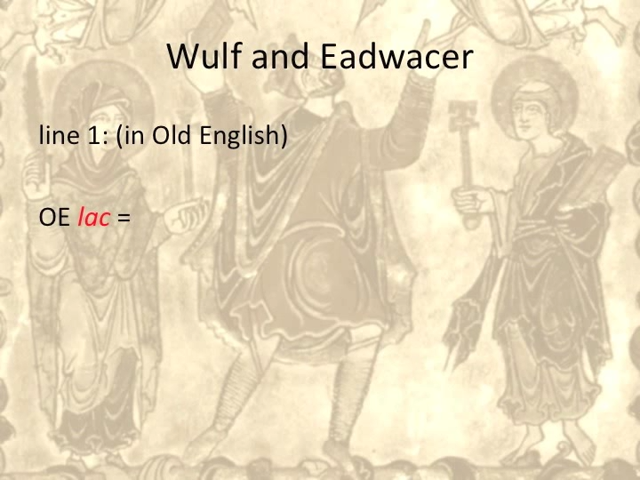 Wulf and Eadwacer
line 1: (in Old English)
OE lac =